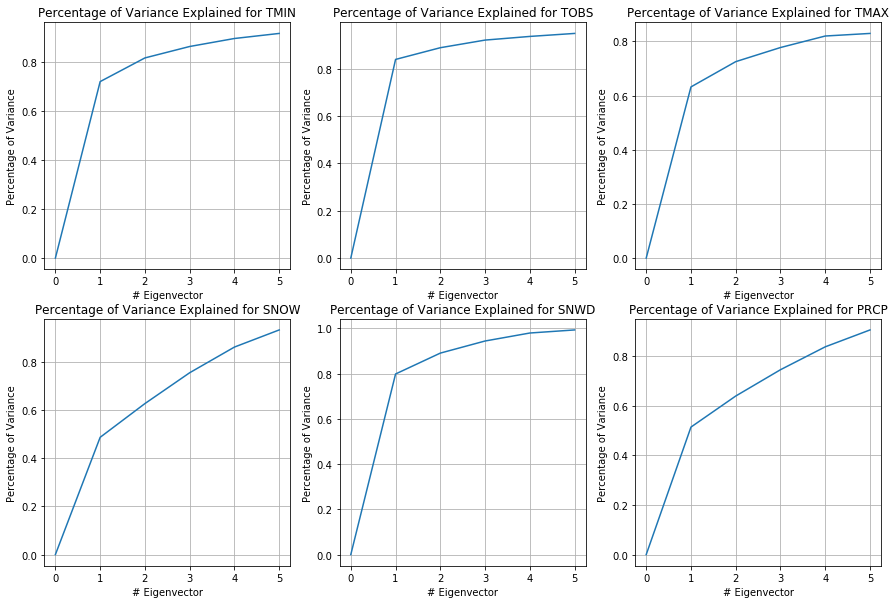 Percentage of Variance Explained for TMIN
Percentage of Variance
0.8
0.6
0.4
0.2
0.0
0 1 2 3 4 5
# Eigenvector
Percentage of Variance Explained for TOBS
Percentage of Variance
0.8
0.6
0.4
0.2
0.0
0 1 2 3 4 5
# Eigenvector
Percentage of Variance Explained for TMAX
Percentage of Variance
0.8
0.6
0.4
0.2
0.0
0 1 2 3 4 5
# Eigenvector
Percentage of Variance Explained for SNOW
Percentage of Variance
0.8
0.6
0.4
0.2
0.0
0 1 2 3 4 5
# Eigenvector
Percentage of Variance Explained for SNWD
Percentage of Variance
1.0
0.8
0.6
0.4
0.2
0.0
0 1 2 3 4 5
# Eigenvector
Percentage of Variance Explained for PRCP
Percentage of Variance
0.8
0.6
0.4
0.2
0.0
0 1 2 3 4 5
# Eigenvector